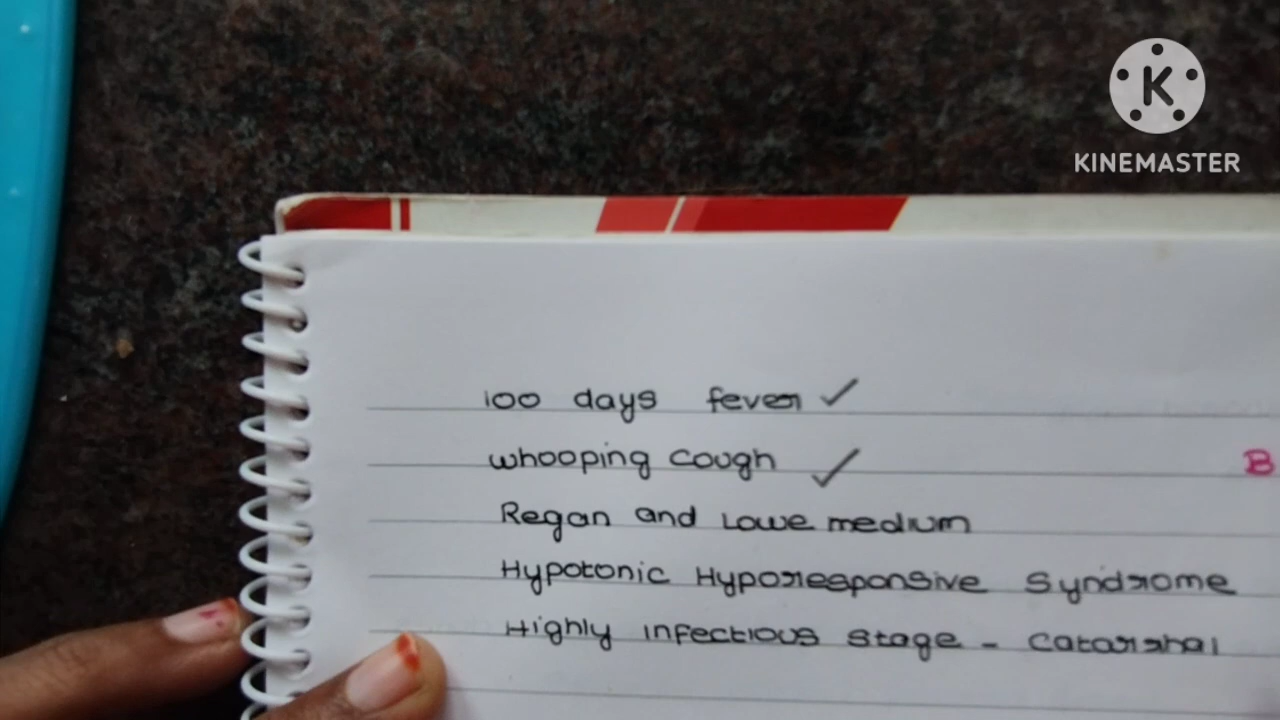 K
KINEMASTER
100 days fever ✓
whooping cough ✓
B
Regan and Lowe medium
Hypotonic Hyporesponsive Syndrome
Highly infectious stage - Catarrhal